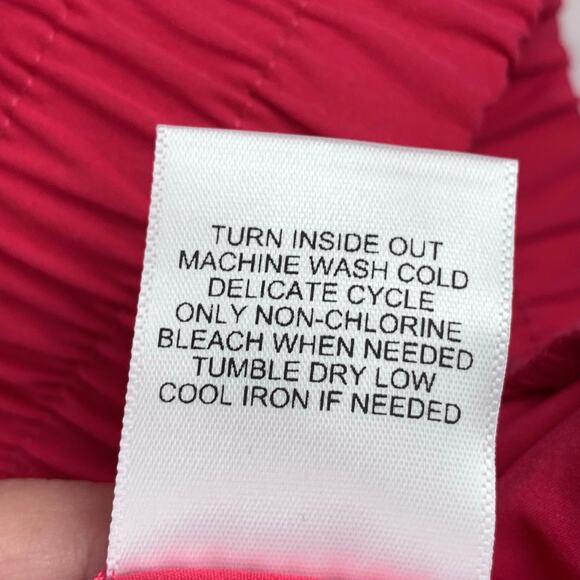 TURN INSIDE OUT
MACHINE WASH COLD
DELICATE CYCLE
ONLY NON-CHLORINE
BLEACH WHEN NEEDED
TUMBLE DRY LOW
COOL IRON IF NEEDED